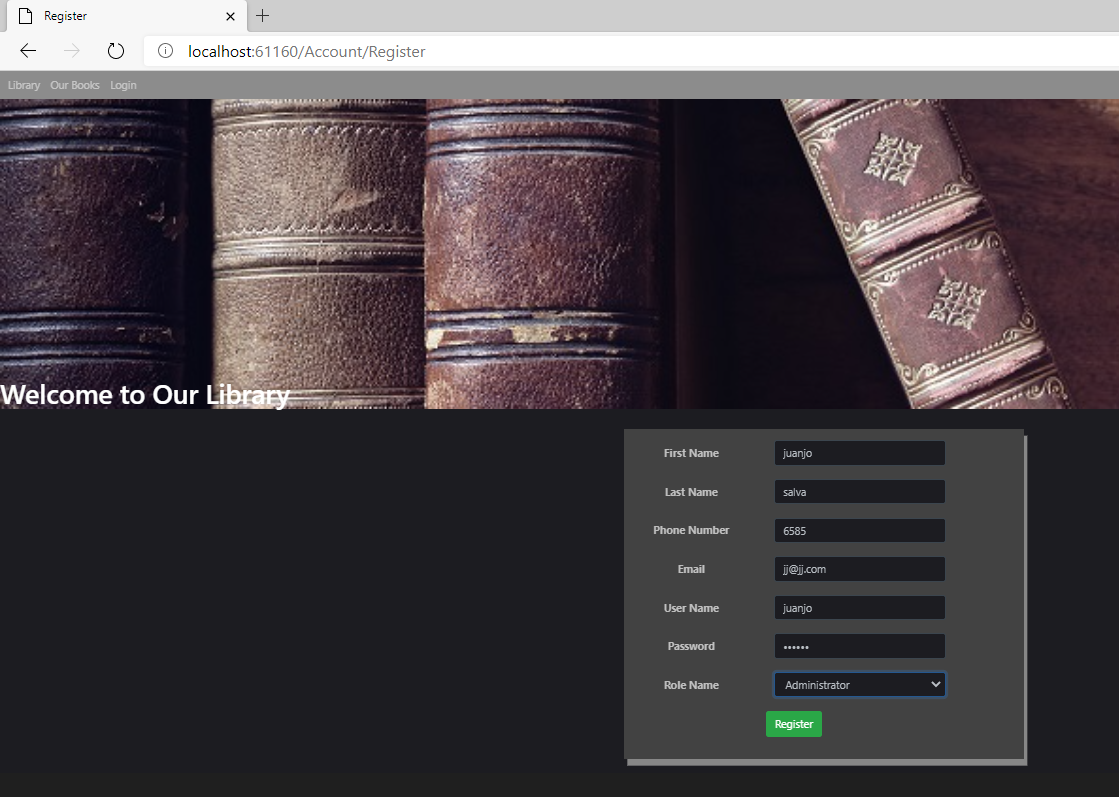 Register
localhost:61160/Account/Register
Library Our Books Login
Welcome to Our Library
First Name juanjo
Last Name salva
Phone Number 6585
Email jj@jj.com
User Name juanjo
Password ••••••
Role Name Administrator
Register